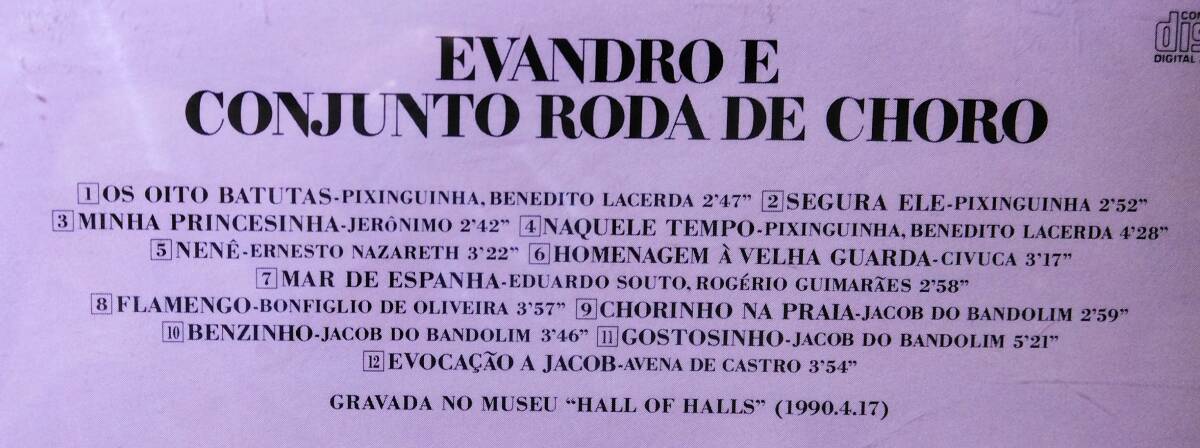 EVANDRO E
CONJUNTO RODA DE CHORO
1 OS OITO BATUTAS-PIXINGUINHA, BENEDITO LACERDA 2’47” 2 SEGURA ELE-PIXINGUINHA 2’52”
3 MINHA PRINCESINHA-JERÔNIMO 2’42” 4 NAQUELE TEMPO-PIXINGUINHA, BENEDITO LACERDA 4’28”
5 NENÊ-ERNESTO NAZARETH 3’22” 6 HOMENAGEM À VELHA GUARDA-CIVUCA 3’17”
7 MAR DE ESPANHA-EDUARDO SOUTO, ROGÉRIO GUIMARÃES 2’58”
8 FLAMENGO-BONFIGLIO DE OLIVEIRA 3’57” 9 CHORINHO NA PRAIA-JACOB DO BANDOLIM 2’59”
10 BENZINHO-JACOB DO BANDOLIM 3’46” 11 GOSTOSINHO-JACOB DO BANDOLIM 5’21”
12 EVOCAÇÃO A JACOB-AVENA DE CASTRO 3’54”
GRAVADA NO MUSEU “HALL OF HALLS” (1990.4.17)
DIGITAL